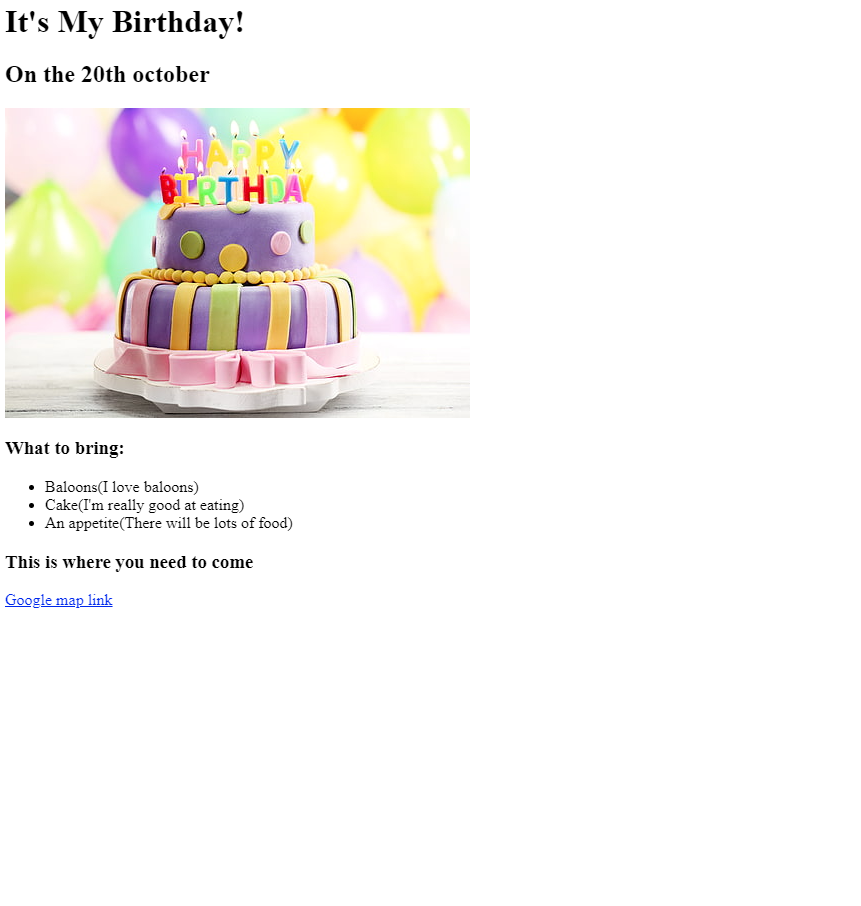 It's My Birthday!
On the 20th october
HAPPY
BIRTHDAY
What to bring:
Baloons(I love baloons)
Cake(I'm really good at eating)
An appetite(There will be lots of food)
This is where you need to come
Google map link